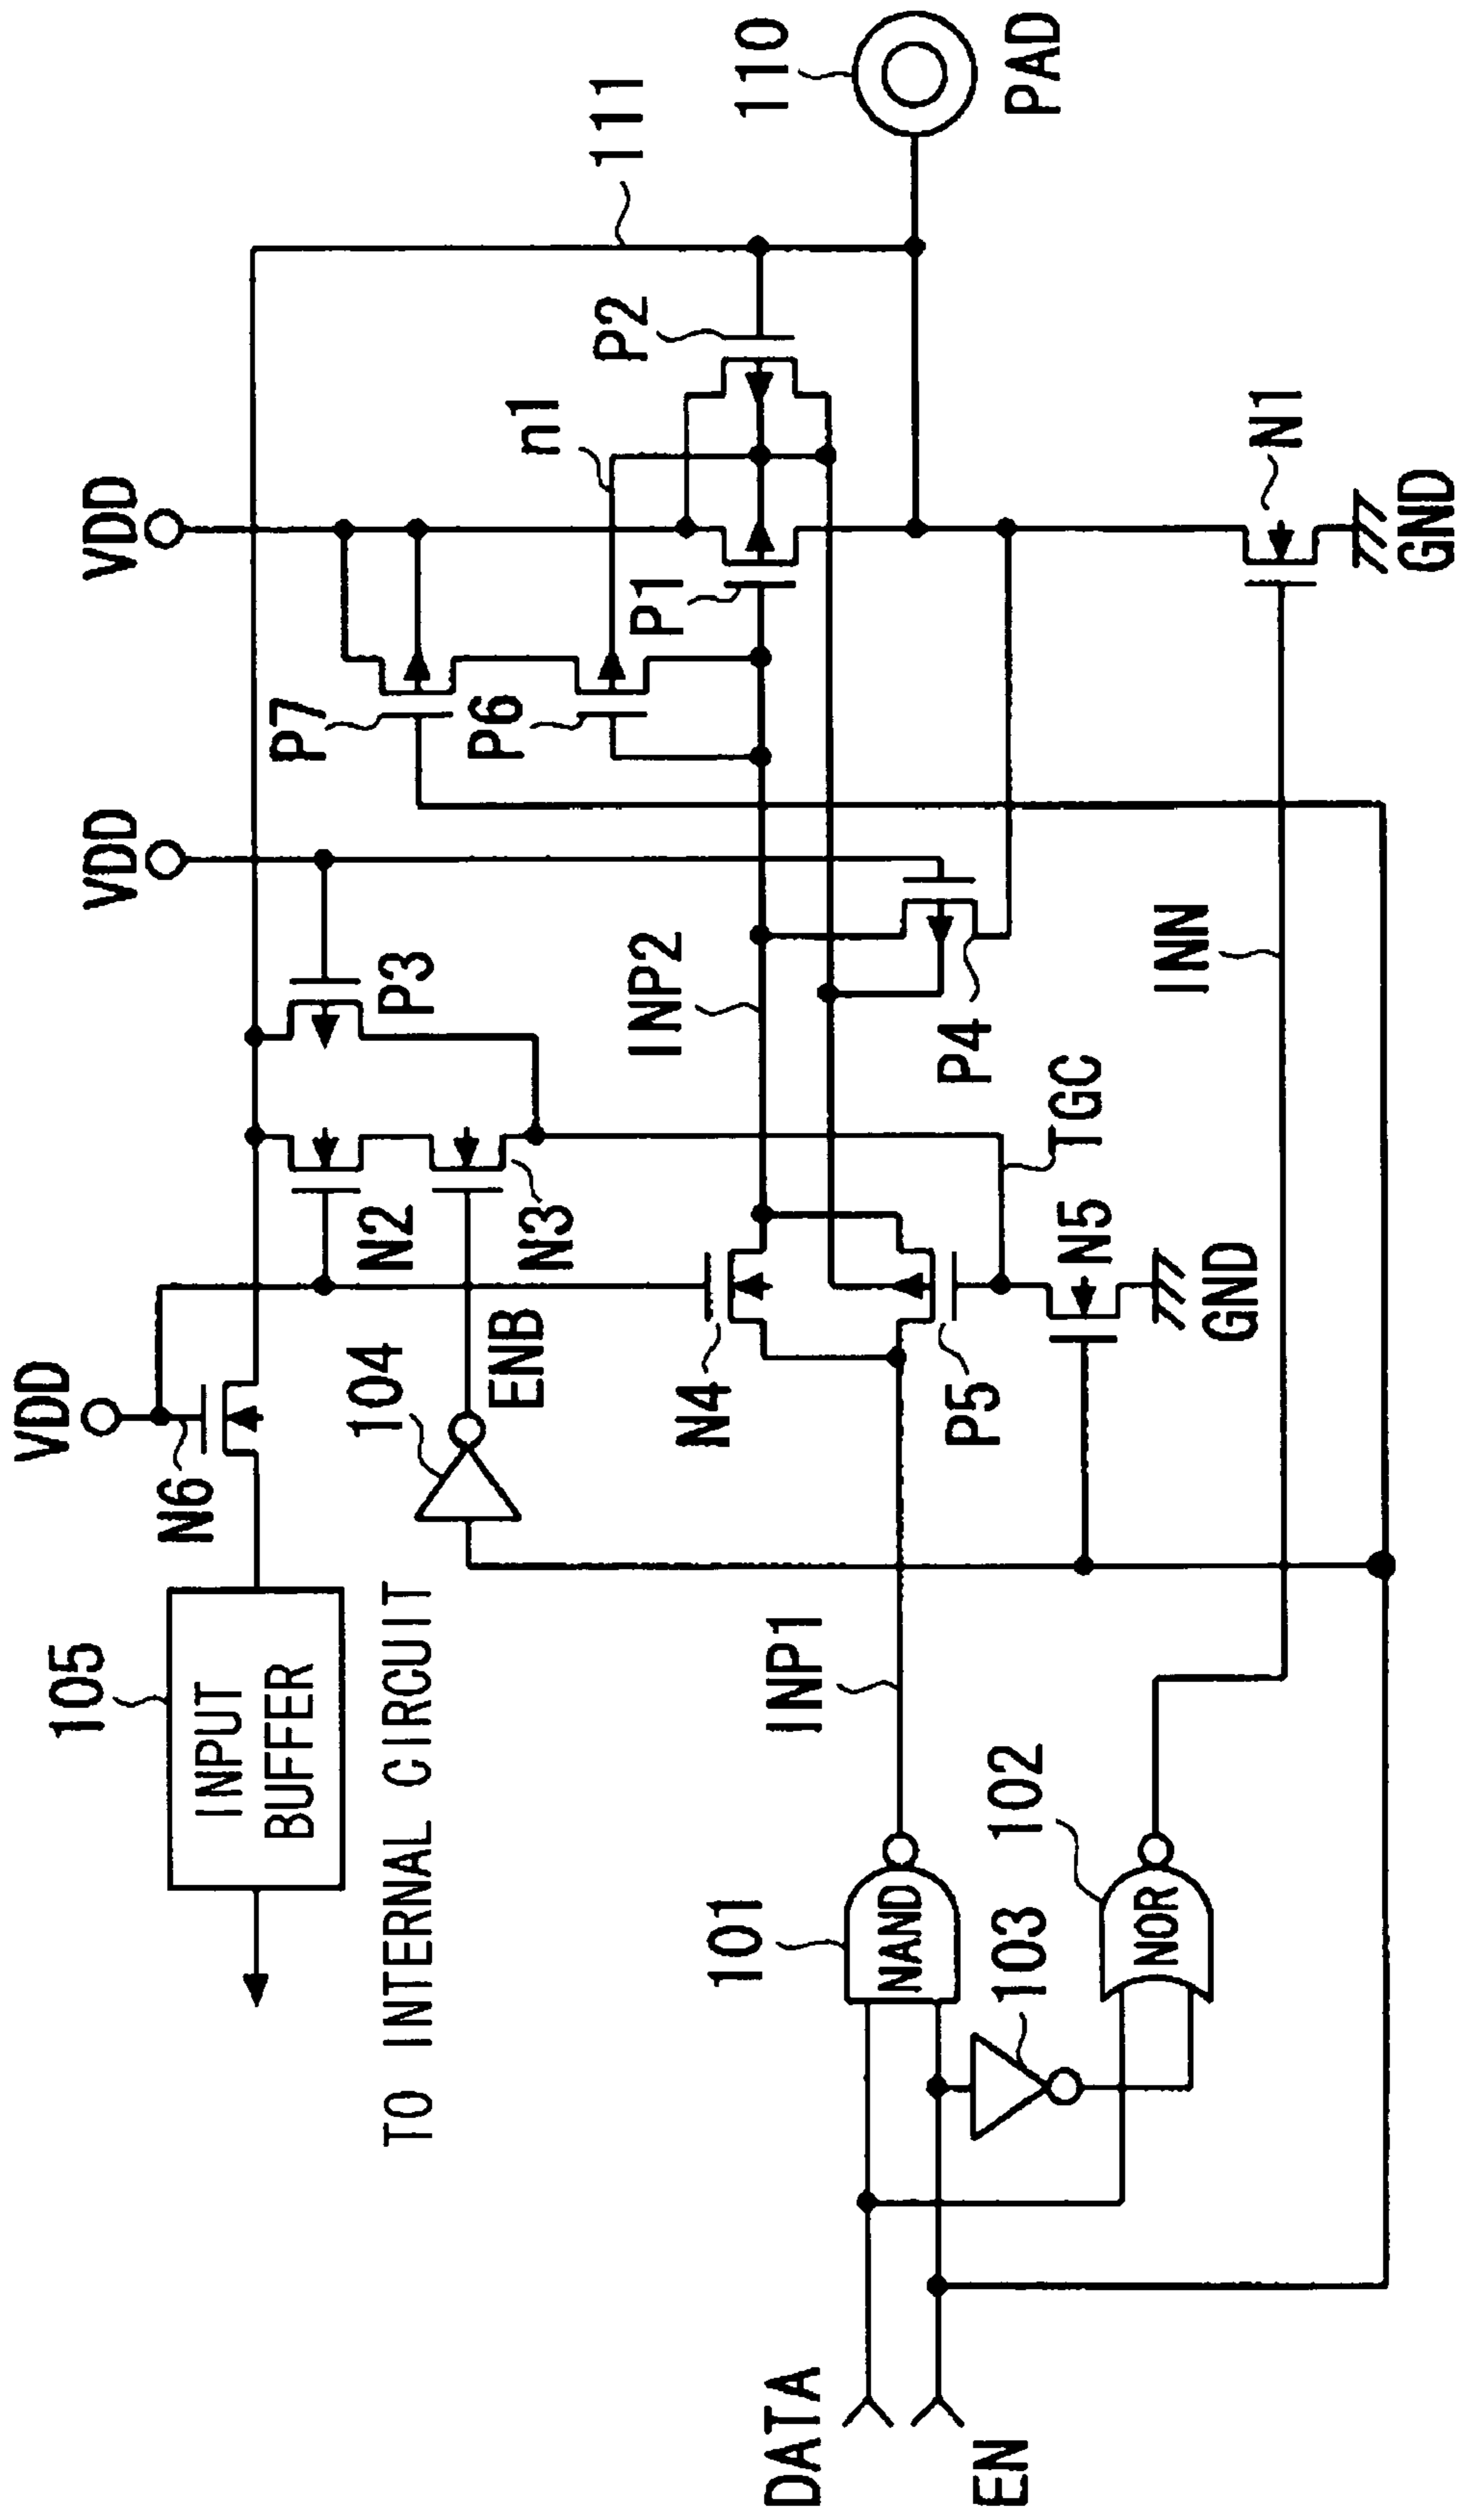 VDD
VDD
VDD
105
INPUT
BUFFER
N6
TO INTERNAL CIRCUIT
104
ENB
N2
N3
P3
P7
P6
n1
P2
111
110
PAD
P1
INP2
N4
P5
P4
TGC
N5
GND
INN
N1
GND
INP1
101
NAND
103
102
NOR
DATA
EN